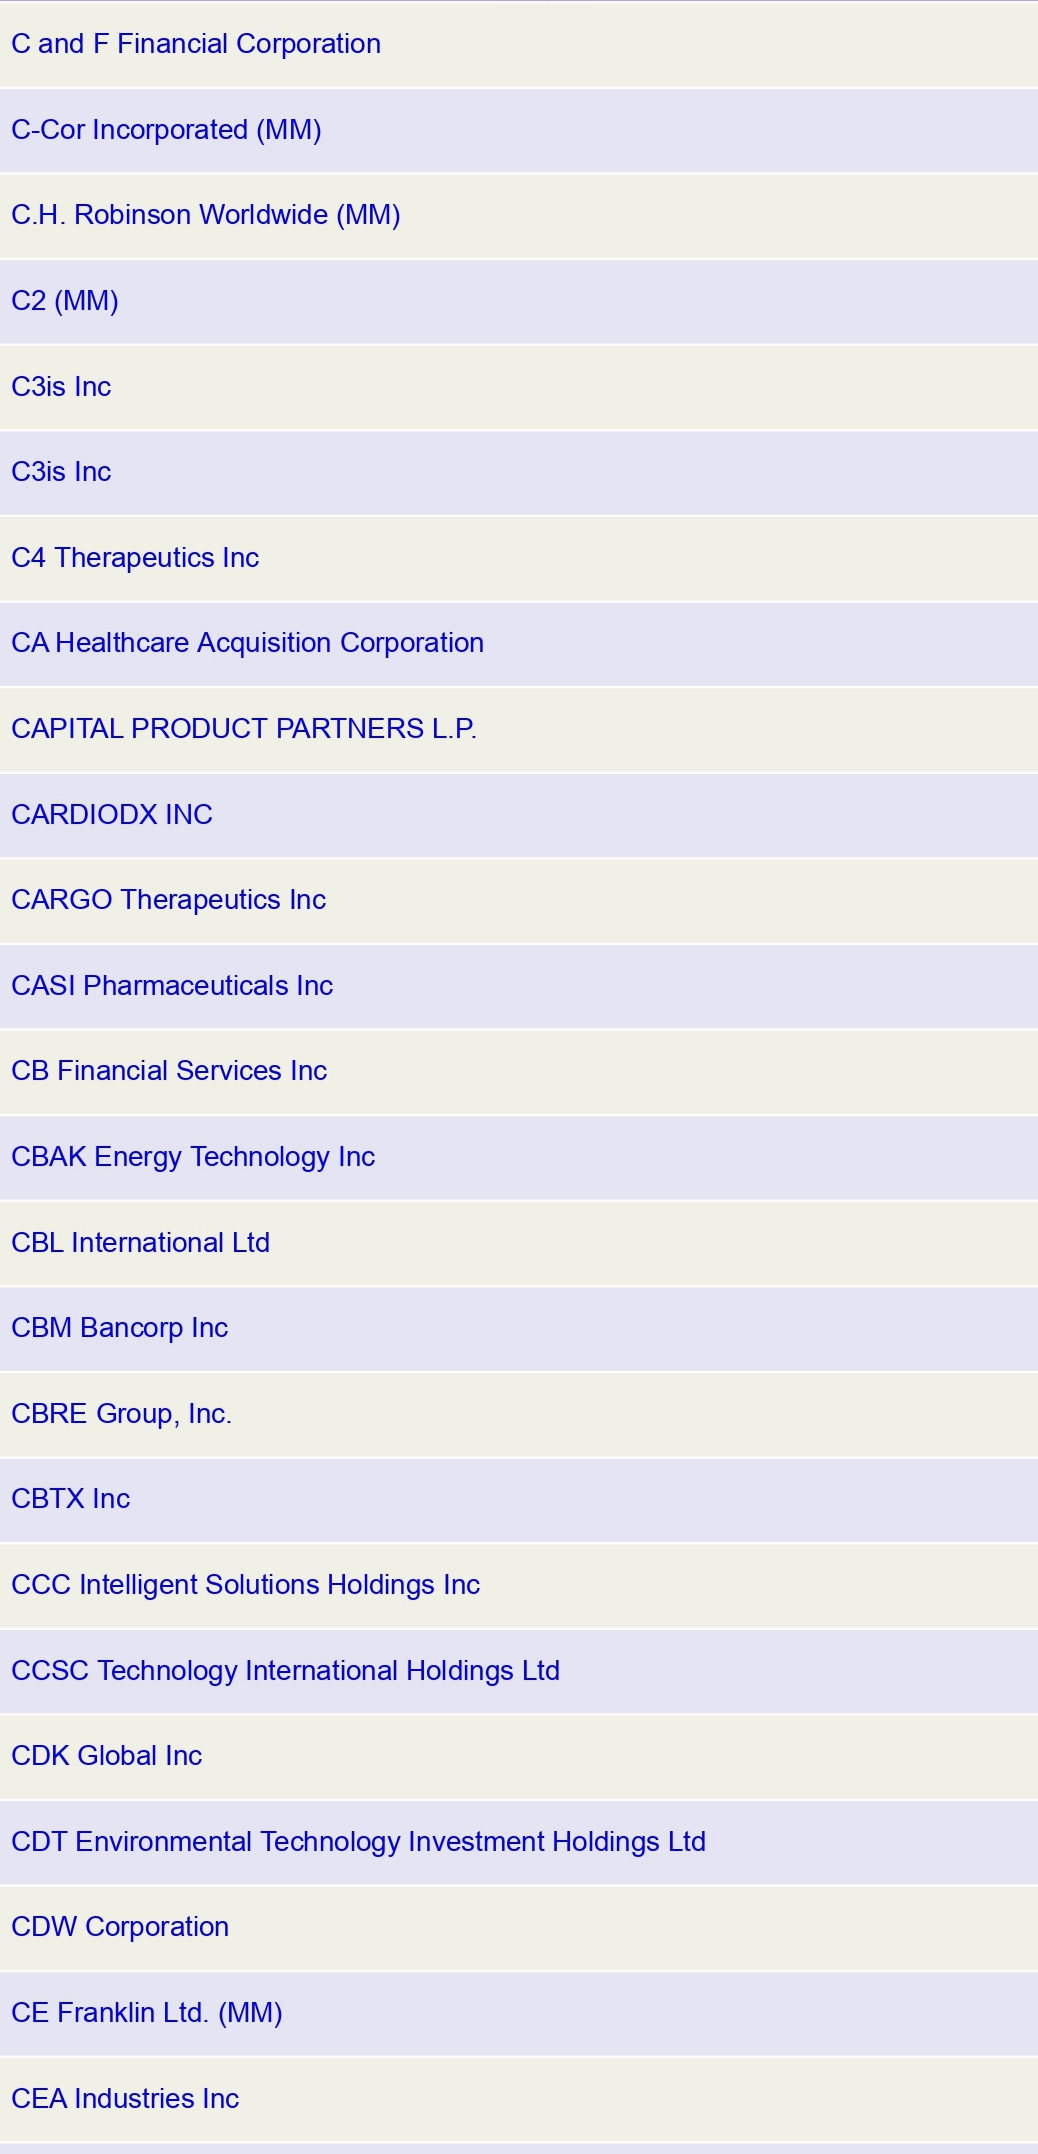 C and F Financial Corporation
C-Cor Incorporated (MM)
C.H. Robinson Worldwide (MM)
C2 (MM)
C3is Inc
C3is Inc
C4 Therapeutics Inc
CA Healthcare Acquisition Corporation
CAPITAL PRODUCT PARTNERS L.P.
CARDIODX INC
CARGO Therapeutics Inc
CASI Pharmaceuticals Inc
CB Financial Services Inc
CBAK Energy Technology Inc
CBL International Ltd
CBM Bancorp Inc
CBRE Group, Inc.
CBTX Inc
CCC Intelligent Solutions Holdings Inc
CCSC Technology International Holdings Ltd
CDK Global Inc
CDT Environmental Technology Investment Holdings Ltd
CDW Corporation
CE Franklin Ltd. (MM)
CEA Industries Inc